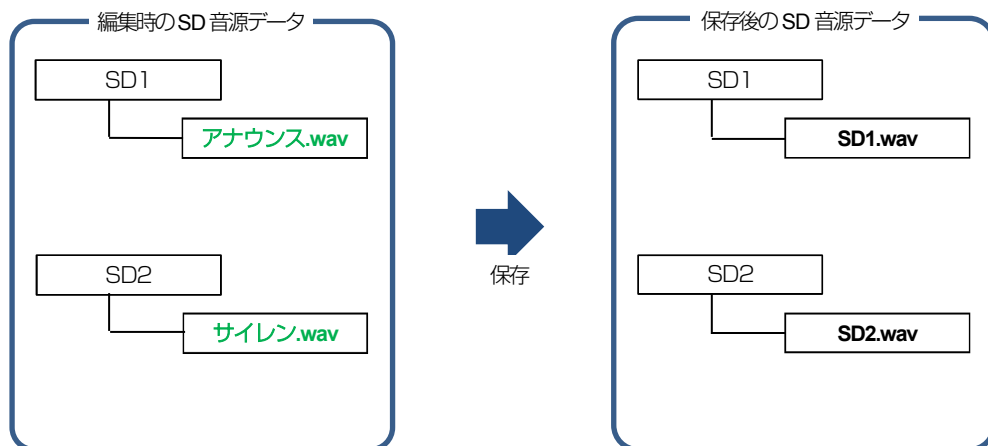 編集時のSD 音源データ
SD1
アナウンス.wav
SD2
サイレン.wav
保存
保存後の SD 音源データ
SD1
SD1.wav
SD2
SD2.wav